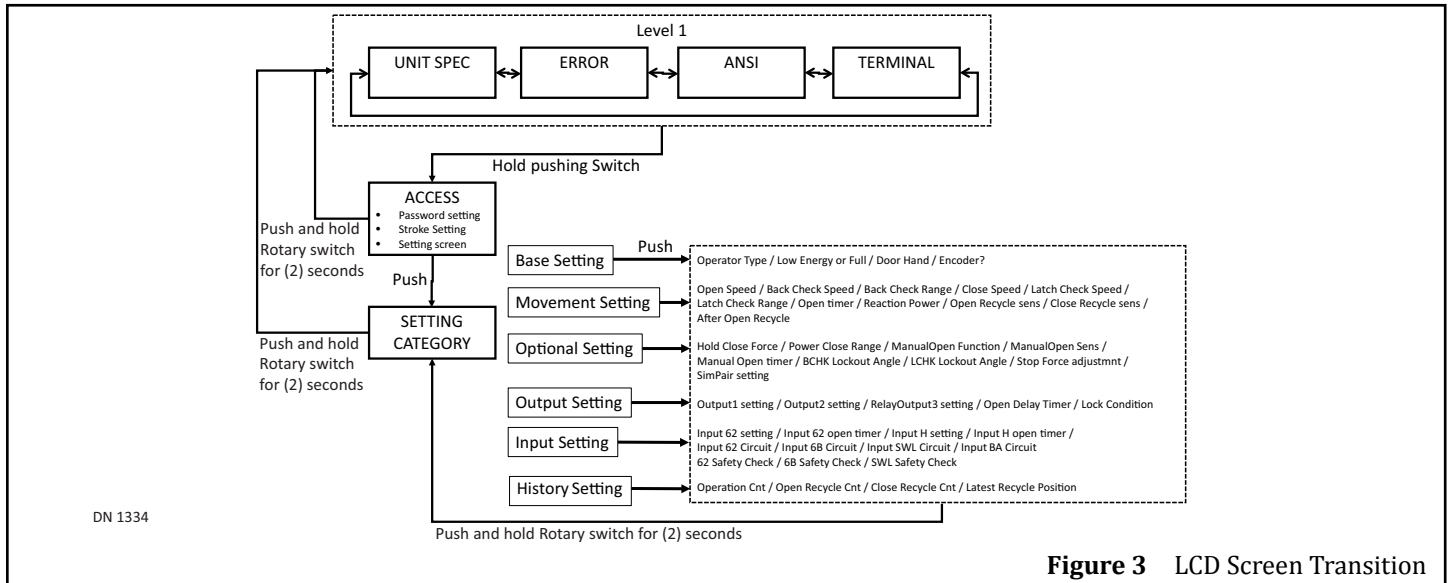 Level 1
UNIT SPEC
ERROR
ANSI
TERMINAL
Hold pushing Switch
ACCESS
• Password setting
• Stroke Setting
• Setting screen
Push and hold
Rotary switch
for (2) seconds
Push
SETTING
CATEGORY
Push and hold
Rotary switch
for (2) seconds
Base Setting
Push
Operator Type / Low Energy or Full / Door Hand / Encoder?
Movement Setting
Open Speed / Back Check Speed / Back Check Range / Close Speed / Latch Check Speed /
Latch Check Range / Open timer / Reaction Power / Open Recycle sens / Close Recycle sens /
After Open Recycle
Optional Setting
Hold Close Force / Power Close Range / ManualOpen Function / ManualOpen Sens /
Manual Open timer / BCHK Lockout Angle / LCHK Lockout Angle / Stop Force adjustmnt /
SimPair setting
Output Setting
Output1 setting / Output2 setting / RelayOutput3 setting / Open Delay Timer / Lock Condition
Input Setting
Input 62 setting / Input 62 open timer / Input H setting / Input H open timer /
Input 62 Circuit / Input 6B Circuit / Input SWL Circuit / Input BA Circuit
62 Safety Check / 6B Safety Check / SWL Safety Check
History Setting
Operation Cnt / Open Recycle Cnt / Close Recycle Cnt / Latest Recycle Position
Push and hold Rotary switch for (2) seconds
DN 1334
Figure 3 LCD Screen Transition